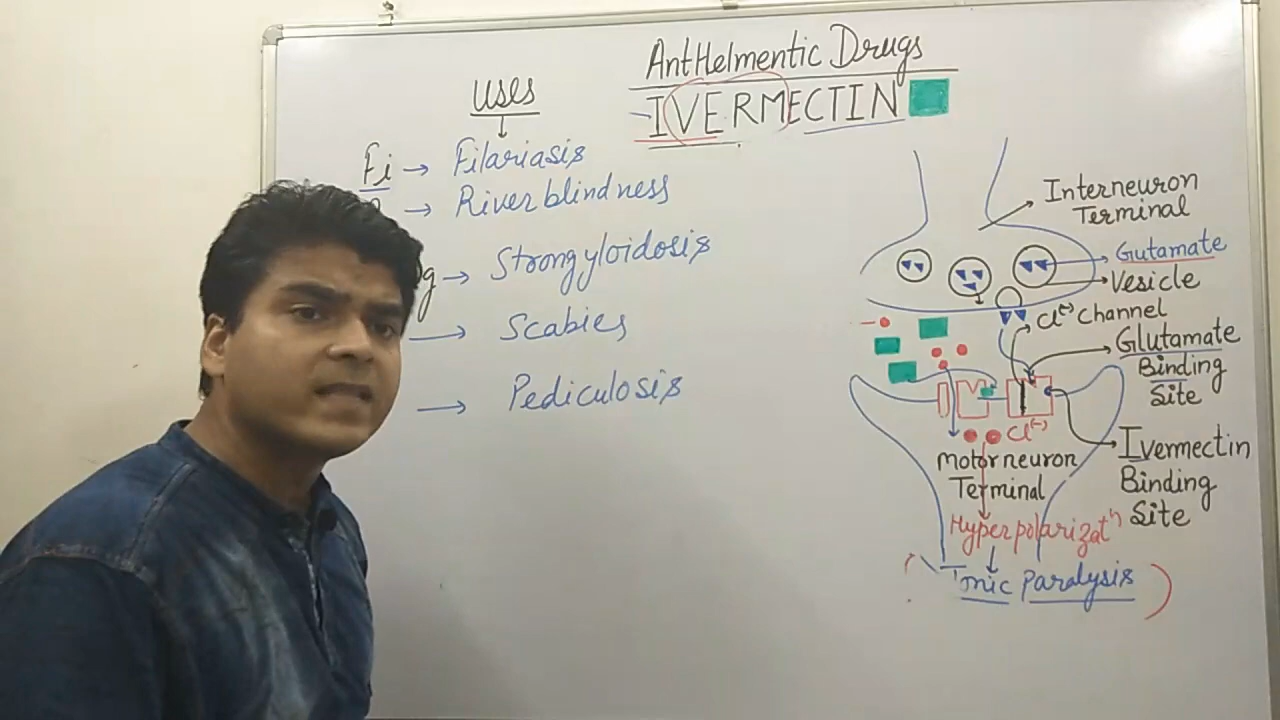 AntHelmentic Drugs
IVERMECTIN
Uses
Fi → Filariasis
→ River blindness
g → Strongyloidosis
→ Scabies
→ Pediculosis
Interneuron
Terminal
Gutamate
Vesicle
Cl(-) Channel
Glutamate
Binding
Site
Cl(-)
Ivermectin
Binding
Site
Motor neuron
Terminal
Hyperpolarizatn
Tonic Paralysis